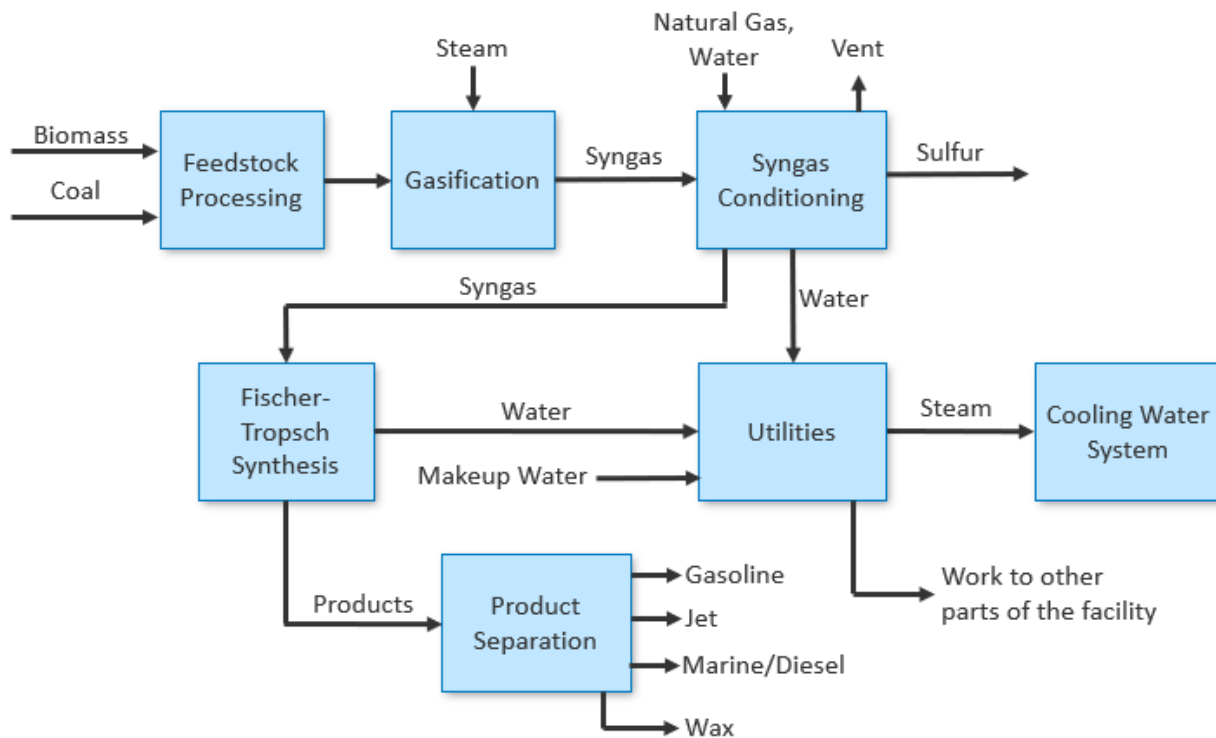 Natural Gas,
Water
Steam
Vent
Biomass
Coal
Feedstock
Processing
Gasification
Syngas
Syngas
Conditioning
Sulfur
Syngas
Water
Fischer-
Tropsch
Synthesis
Water
Makeup Water
Utilities
Steam
Cooling Water
System
Products
Product
Separation
Gasoline
Jet
Marine/Diesel
Wax
Work to other
parts of the facility